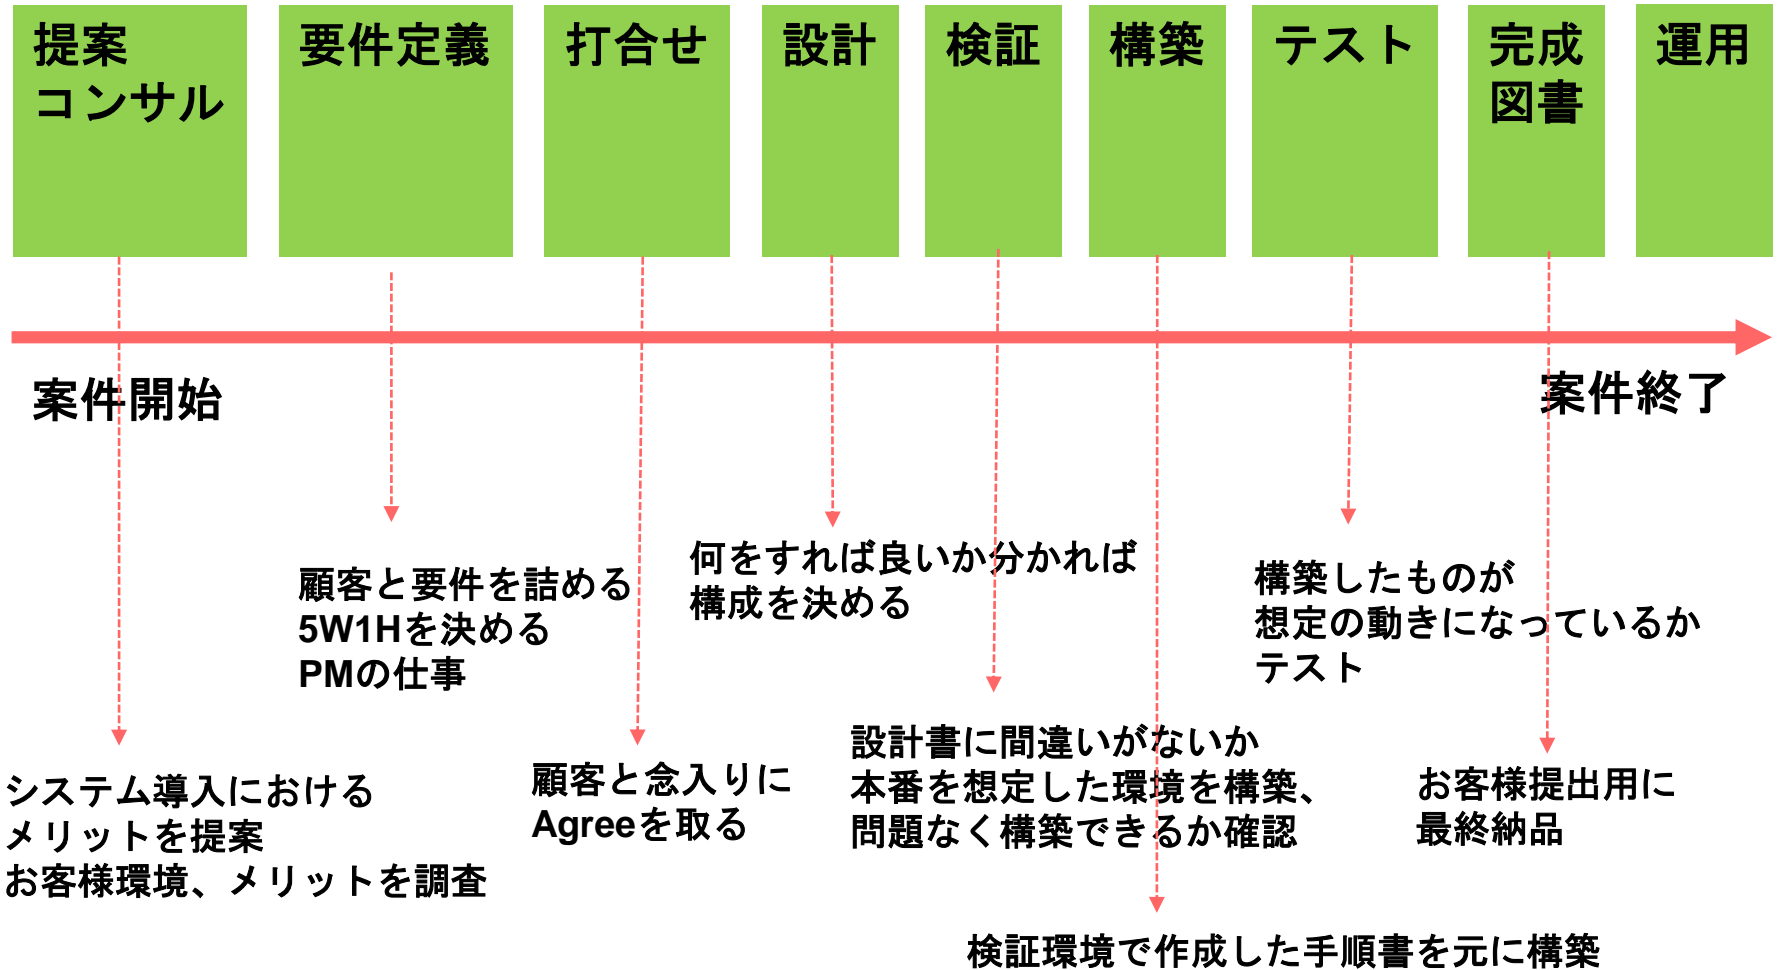 提案
コンサル
要件定義
打合せ
設計
検証
構築
テスト
完成
図書
運用
案件開始
案件終了
何をすれば良いか分かれば
構成を決める
顧客と要件を詰める
5W1Hを決める
PMの仕事
構築したものが
想定の動きになっているか
テスト
システム導入における
メリットを提案
お客様環境、メリットを調査
顧客と念入りに
Agreeを取る
設計書に間違いがないか
本番を想定した環境を構築、
問題なく構築できるか確認
お客様提出用に
最終納品
検証環境で作成した手順書を元に構築